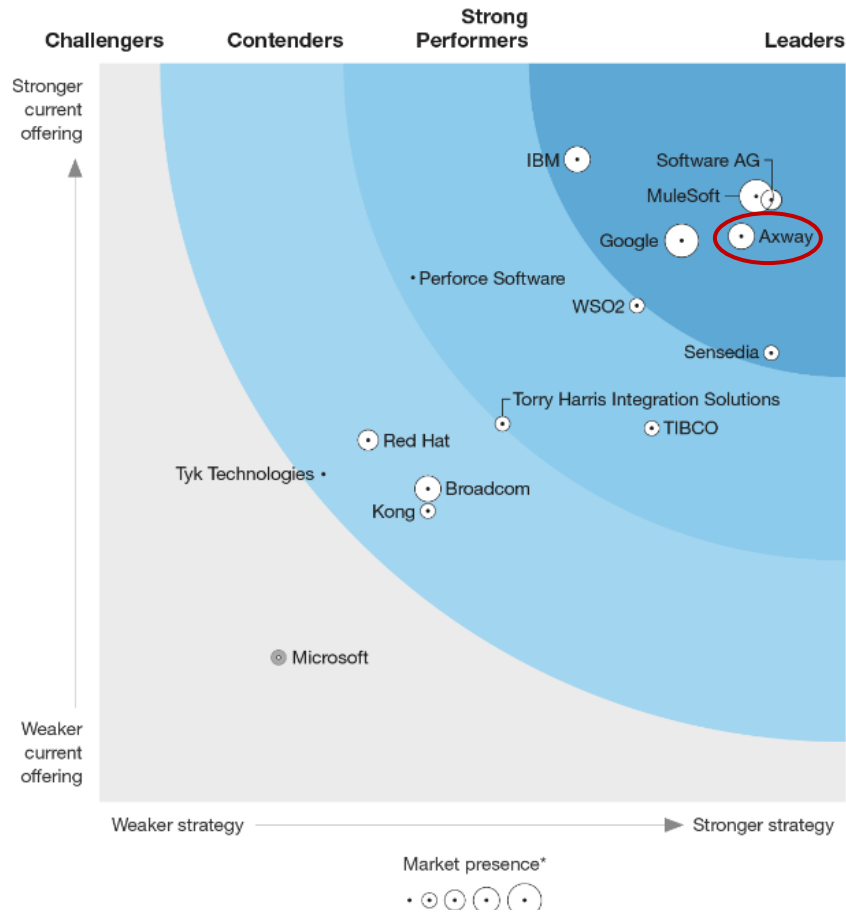 Challengers
Contenders
Strong
Performers
Leaders
Stronger
current
offering
IBM
Software AG
MuleSoft
Google
Axway
Perforce Software
WSO2
Sensedia
Torry Harris Integration Solutions
TIBCO
Red Hat
Tyk Technologies
Broadcom
Kong
Microsoft
Weaker
current
offering
Weaker strategy
Stronger strategy
Market presence*